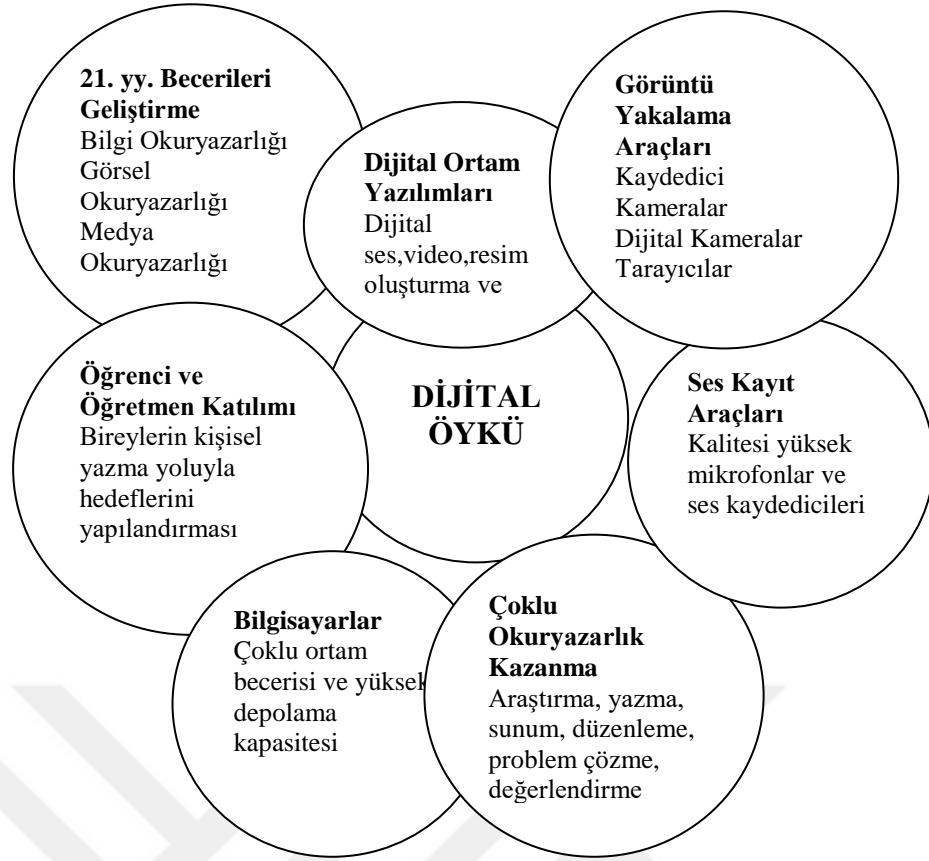 21. yy. Becerileri
Geliştirme
Bilgi Okuryazarlığı
Görsel
Okuryazarlığı
Medya
Okuryazarlığı
Dijital Ortam
Yazılımları
Dijital
ses,video,resim
oluşturma ve
Görüntü
Yakalama
Araçları
Kaydedici
Kameralar
Dijital Kameralar
Tarayıcılar
Öğrenci ve
Öğretmen Katılımı
Bireylerin kişisel
yazma yoluyla
hedeflerini
yapılandırması
DİJİTAL
ÖYKÜ
Ses Kayıt
Araçları
Kalitesi yüksek
mikrofonlar ve
ses kaydedicileri
Bilgisayarlar
Çoklu ortam
becerisi ve yüksek
depolama
kapasitesi
Çoklu
Okuryazarlık
Kazanma
Araştırma, yazma,
sunum, düzenleme,
problem çözme,
değerlendirme